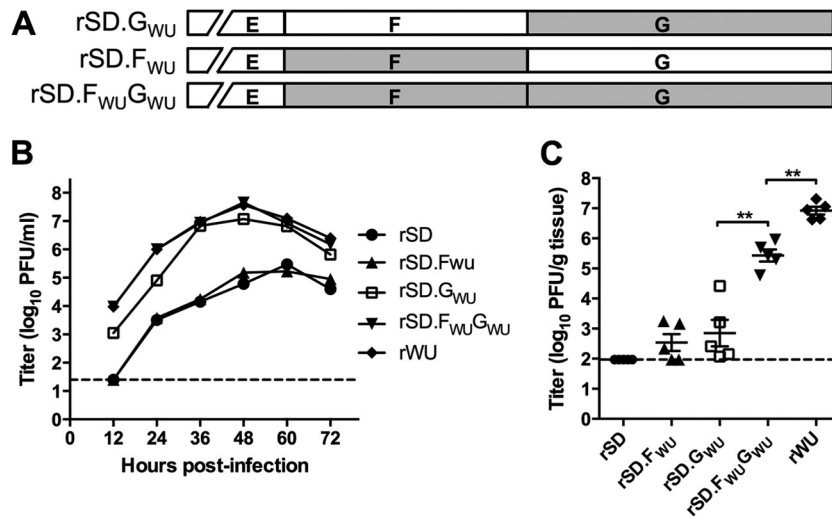 A
rSD.GWU E F G
rSD.FWU E F G
rSD.FWUGWU E F G
B
Titer (log10 PFU/ml)
8
7
6
5
4
3
2
1
0
0 12 24 36 48 60 72
Hours post-infection
rSD
rSD.Fwu
rSD.GWU
rSD.FWUGWU
rWU
C
Titer (log10 PFU/g tissue)
8
7
6
5
4
3
2
1
0
**
**
rSD
rSD.FWU
rSD.GWU
rSD.FWUGWU
rWU